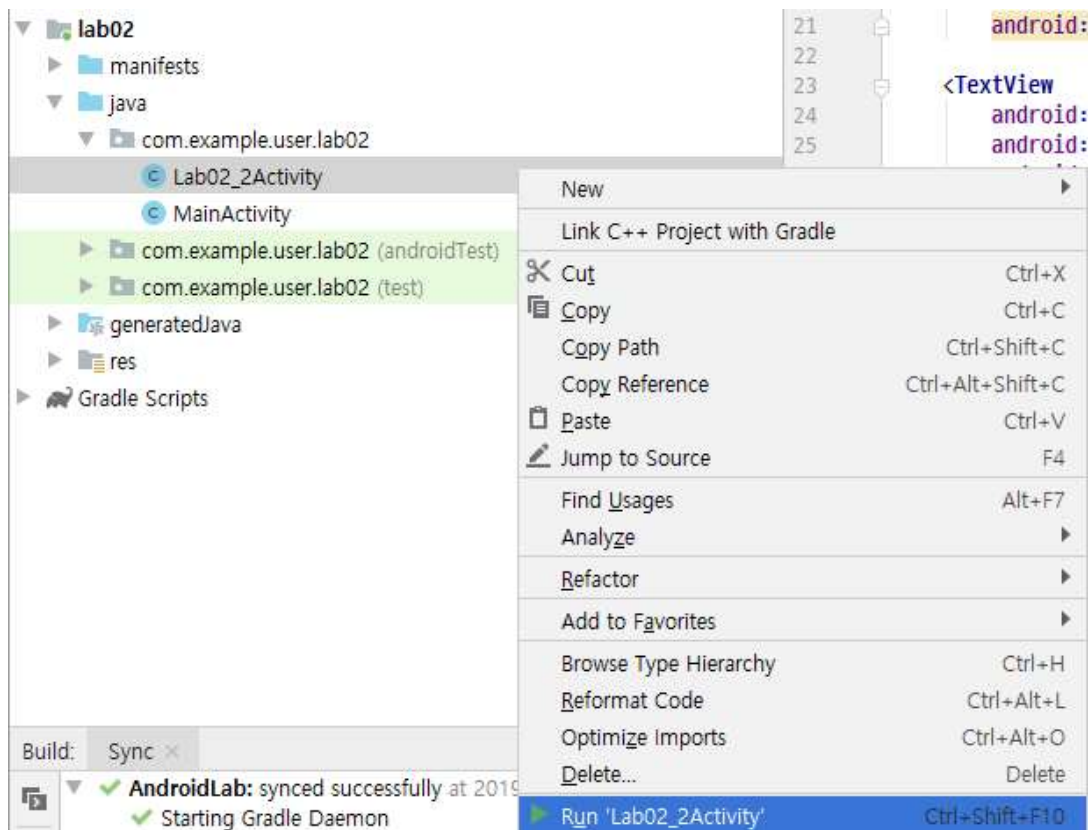 lab02
manifests
java
com.example.user.lab02
Lab02_2Activity
MainActivity
com.example.user.lab02 (androidTest)
com.example.user.lab02 (test)
generatedJava
res
Gradle Scripts
21 android:
22
23 <TextView
24 android:
25 android:
New
Link C++ Project with Gradle
Cut Ctrl+X
Copy Ctrl+C
Copy Path Ctrl+Shift+C
Copy Reference Ctrl+Alt+Shift+C
Paste Ctrl+V
Jump to Source F4
Find Usages Alt+F7
Analyze
Refactor
Add to Favorites
Browse Type Hierarchy Ctrl+H
Reformat Code Ctrl+Alt+L
Optimize Imports Ctrl+Alt+O
Delete... Delete
Run 'Lab02_2Activity' Ctrl+Shift+F10
Build: Sync ×
AndroidLab: synced successfully at 2019
Starting Gradle Daemon